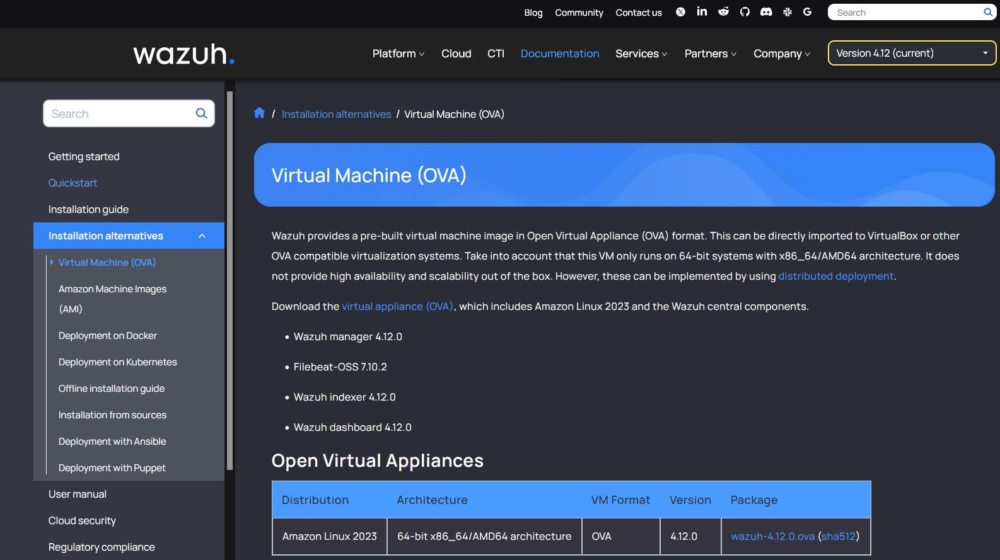 Blog Community Contact us Search
wazuh. Platform Cloud CTI Documentation Services Partners Company Version 4.12 (current)
Search
Getting started
Quickstart
Installation guide
Installation alternatives
Virtual Machine (OVA)
Amazon Machine Images
(AMI)
Deployment on Docker
Deployment on Kubernetes
Offline installation guide
Installation from sources
Deployment with Ansible
Deployment with Puppet
User manual
Cloud security
Regulatory compliance
/ Installation alternatives / Virtual Machine (OVA)
Virtual Machine (OVA)
Wazuh provides a pre-built virtual machine image in Open Virtual Appliance (OVA) format. This can be directly imported to VirtualBox or other
OVA compatible virtualization systems. Take into account that this VM only runs on 64-bit systems with x86_64/AMD64 architecture. It does
not provide high availability and scalability out of the box. However, these can be implemented by using distributed deployment.
Download the virtual appliance (OVA), which includes Amazon Linux 2023 and the Wazuh central components.
• Wazuh manager 4.12.0
• Filebeat-OSS 7.10.2
• Wazuh indexer 4.12.0
• Wazuh dashboard 4.12.0
Open Virtual Appliances
Distribution Architecture VM Format Version Package
Amazon Linux 2023 64-bit x86_64/AMD64 architecture OVA 4.12.0 wazuh-4.12.0.ova (sha512)